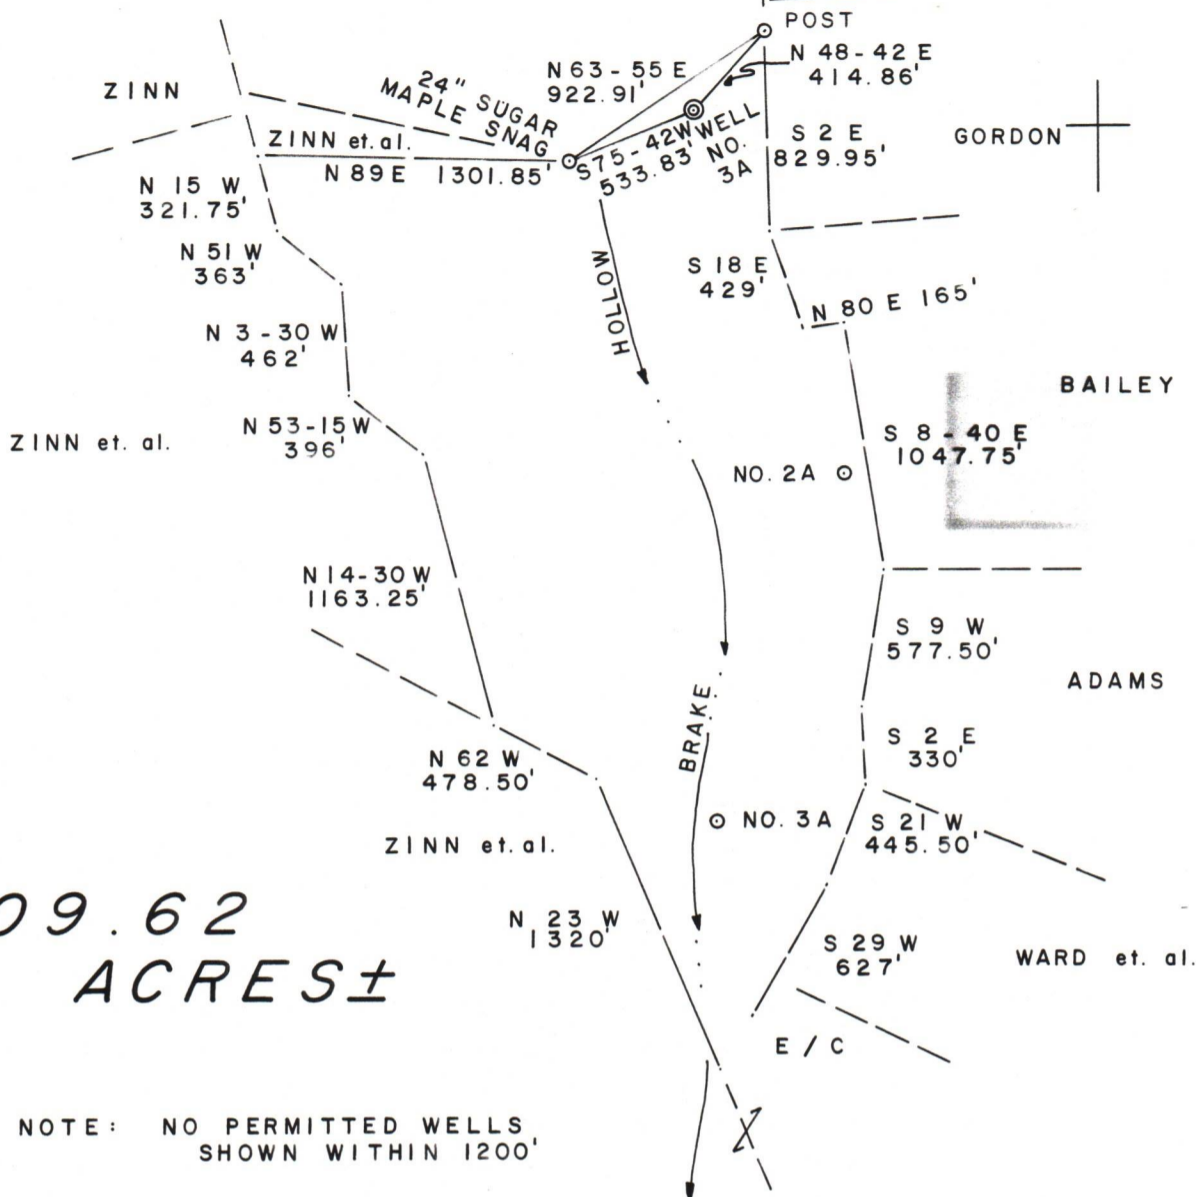 POST
N 48-42 E
414.86'
N 63-55 E
922.91'
24" SUGAR
MAPLE SNAG
ZINN
ZINN et.al.
N 89 E 1301.85'
S75-42W
533.83'
WELL
NO.
3A
S 2 E
829.95'
GORDON
N 15 W
321.75'
N 51 W
363'
HOLLOW
S 18 E
429'
N 80 E 165'
N 3-30 W
462'
BAILEY
N 53-15 W
396'
ZINN et. al.
S 8-40 E
1047.75'
NO. 2A
N 14-30 W
1163.25'
S 9 W
577.50'
ADAMS
BRAKE
S 2 E
330'
N 62 W
478.50'
NO. 3A
S 21 W
445.50'
ZINN et. al.
09.62
ACRES±
N 23 W
1320'
S 29 W
627'
WARD et. al.
E / C
NOTE: NO PERMITTED WELLS
SHOWN WITHIN 1200'